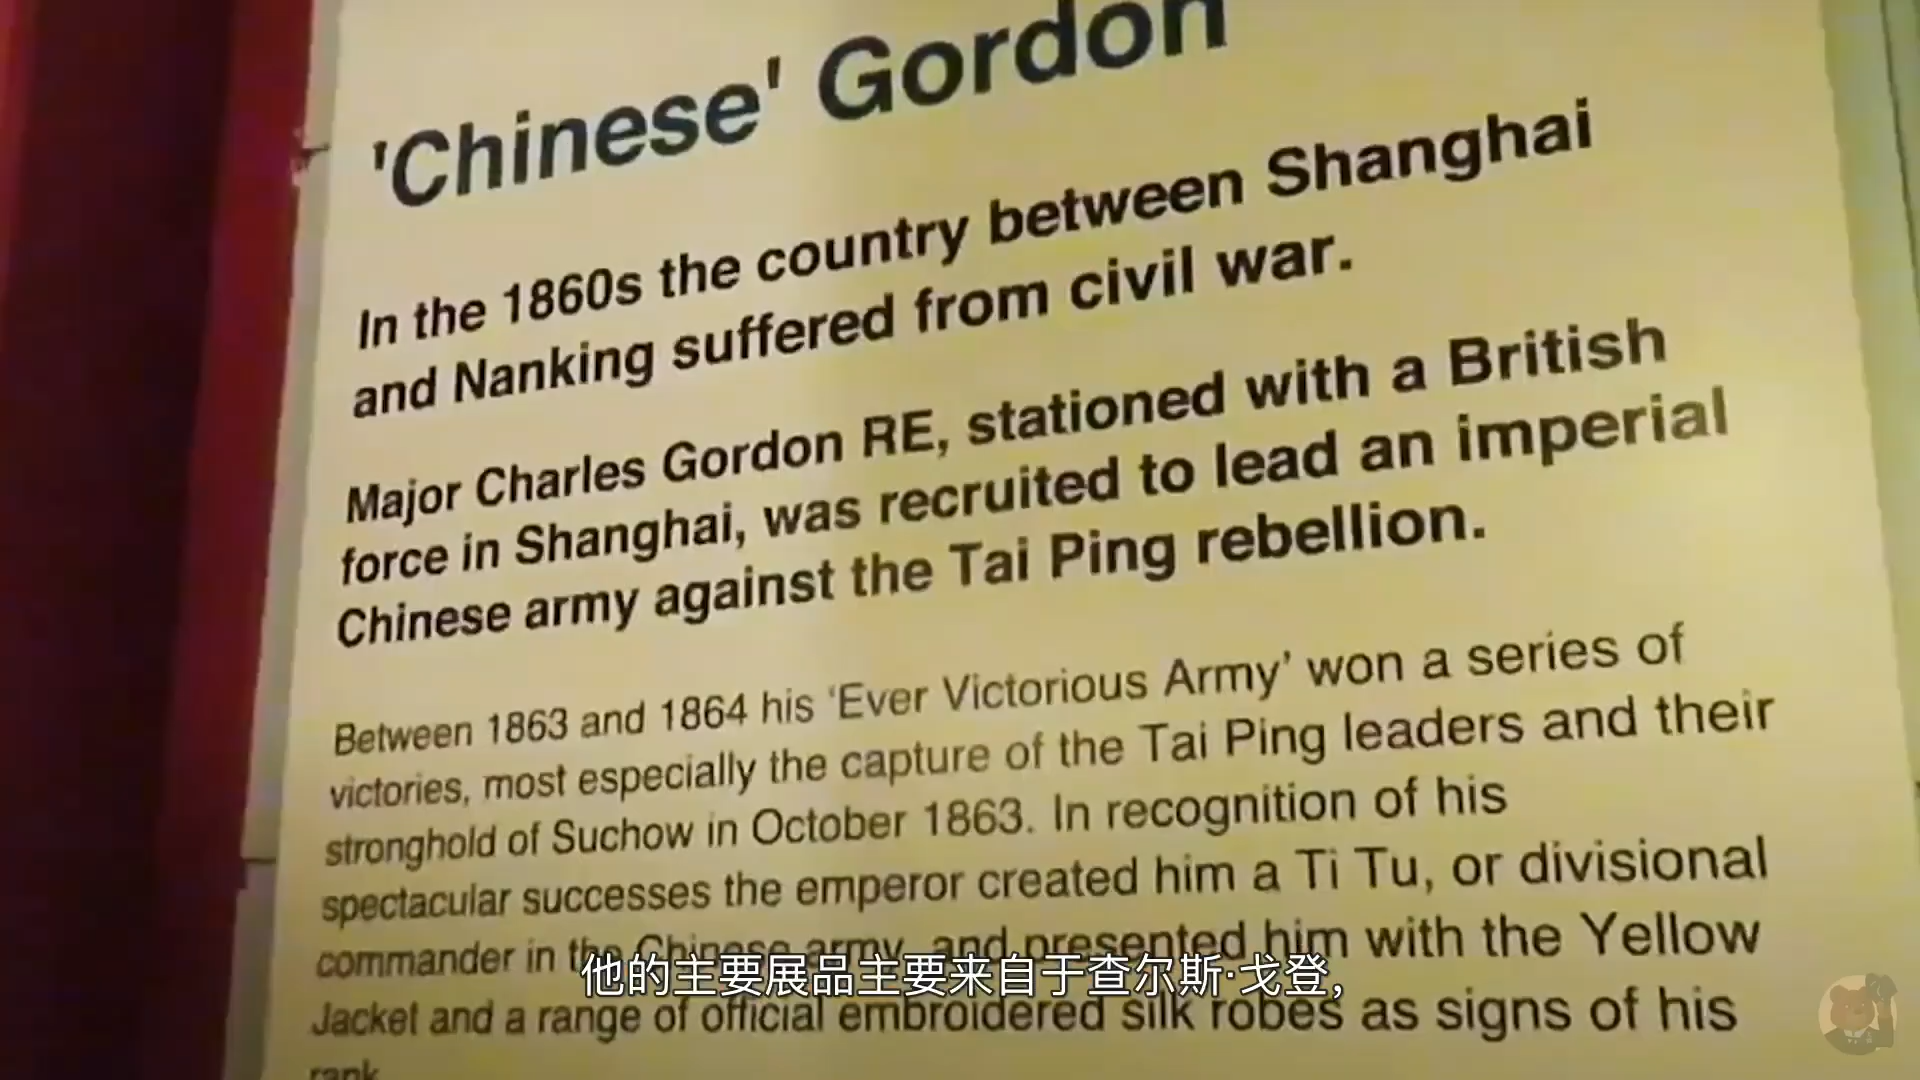 'Chinese' Gordon
In the 1860s the country between Shanghai
and Nanking suffered from civil war.
Major Charles Gordon RE, stationed with a British
force in Shanghai, was recruited to lead an imperial
Chinese army against the Tai Ping rebellion.
Between 1863 and 1864 his ‘Ever Victorious Army’ won a series of
victories, most especially the capture of the Tai Ping leaders and their
stronghold of Suchow in October 1863. In recognition of his
spectacular successes the emperor created him a Ti Tu, or divisional
commander in the Chinese army, and presented him with the Yellow
Jacket and a range of official embroidered silk robes as signs of his
rank
他的主要展品主要来自于查尔斯·戈登,